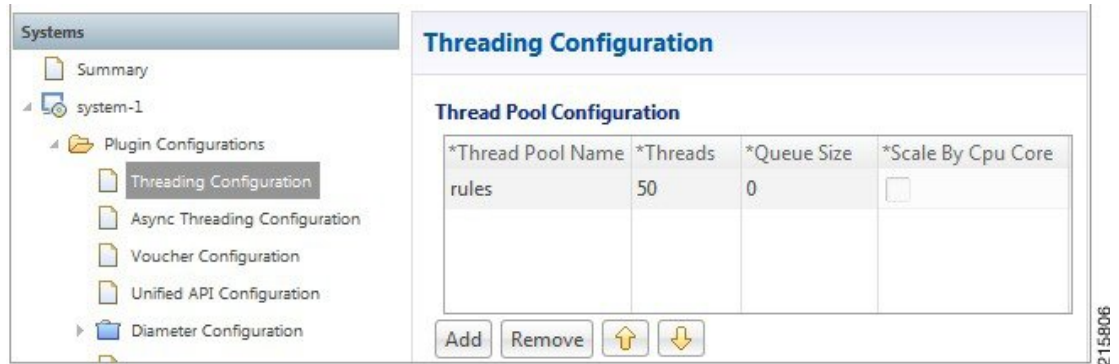 Systems
Summary
system-1
Plugin Configurations
Threading Configuration
Async Threading Configuration
Voucher Configuration
Unified API Configuration
Diameter Configuration
Threading Configuration
Thread Pool Configuration
*Thread Pool Name *Threads *Queue Size *Scale By Cpu Core
rules 50 0
Add Remove
215806